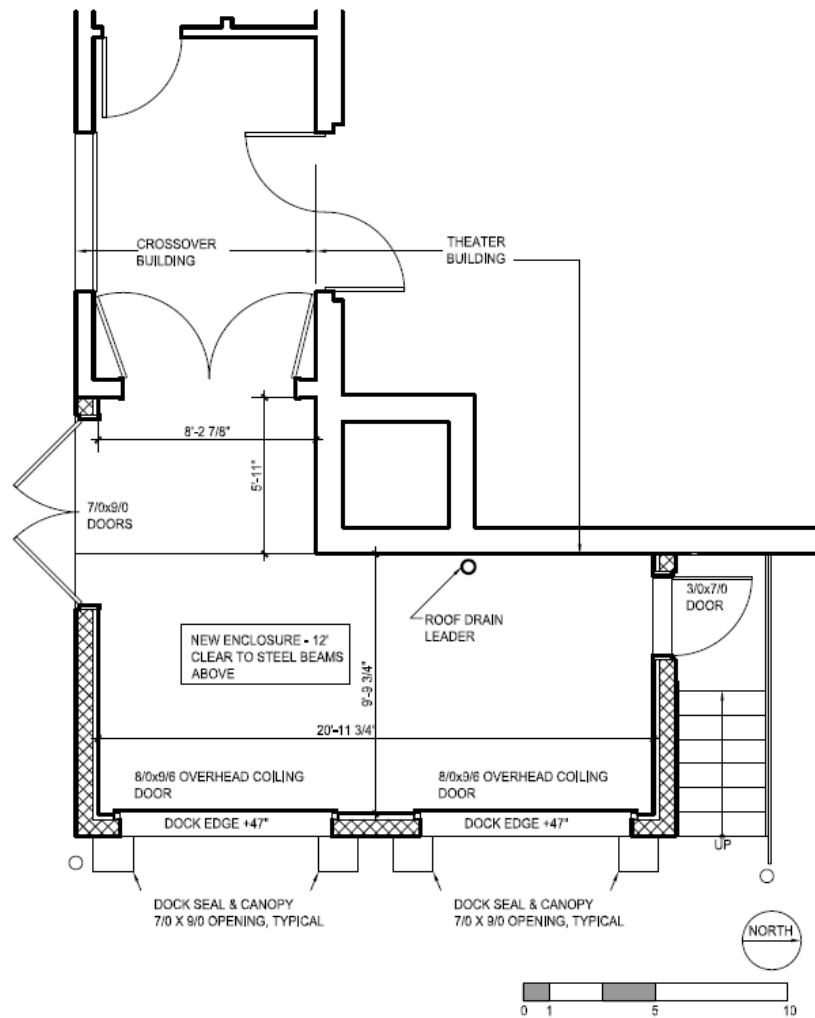 CROSSOVER
BUILDING
THEATER
BUILDING
8'-2 7/8"
5'-11"
7/0x9/0
DOORS
3/0x7/0
DOOR
ROOF DRAIN
LEADER
NEW ENCLOSURE - 12'
CLEAR TO STEEL BEAMS
ABOVE
9'-9 3/4"
20'-11 3/4"
8/0x9/6 OVERHEAD COILING
DOOR
8/0x9/6 OVERHEAD COILING
DOOR
DOCK EDGE +47"
DOCK EDGE +47"
UP
DOCK SEAL & CANOPY
7/0 X 9/0 OPENING, TYPICAL
DOCK SEAL & CANOPY
7/0 X 9/0 OPENING, TYPICAL
NORTH
0 1 5 10